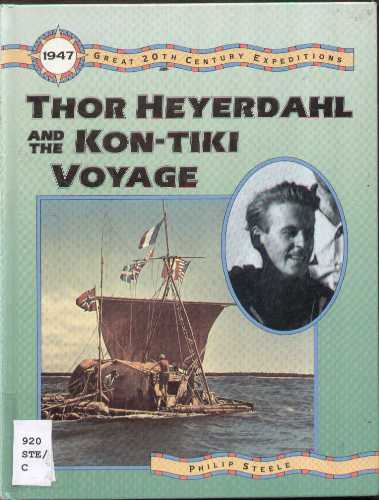 1947
GREAT 20TH CENTURY EXPEDITIONS
THOR HEYERDAHL
AND THE KON-TIKI
VOYAGE
920
STE/
C
PHILIP STEELE